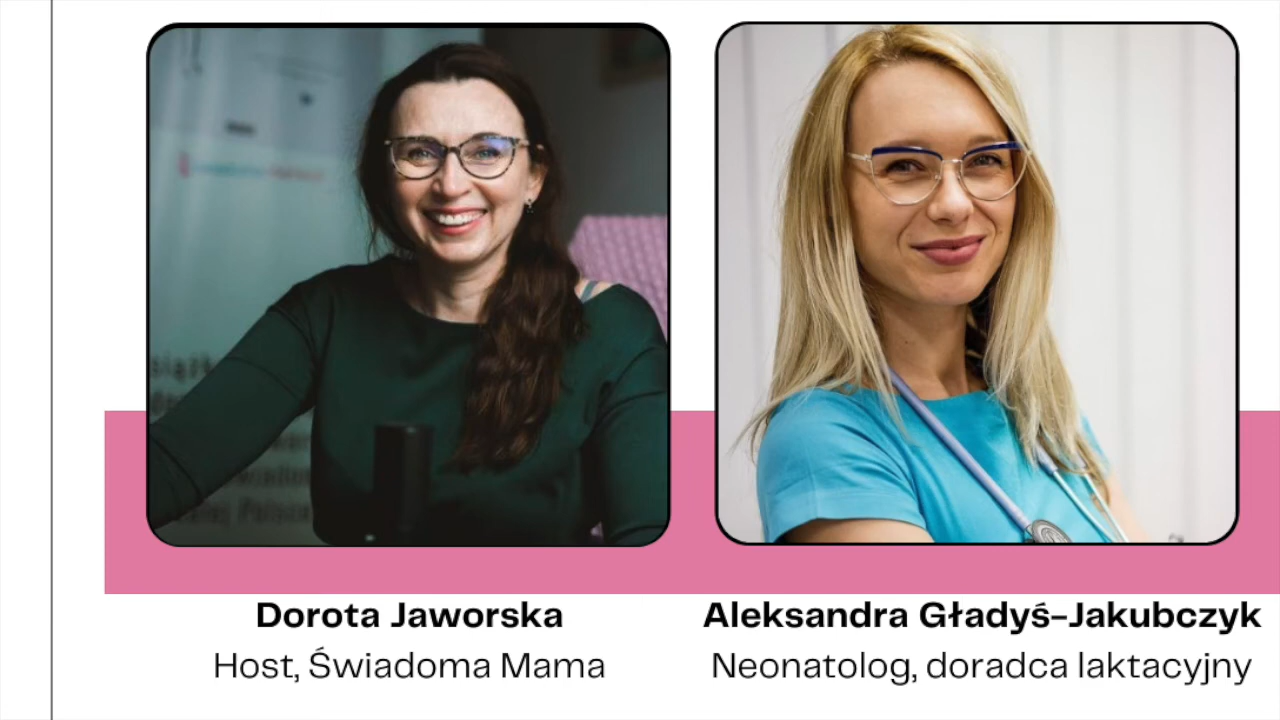 Dorota Jaworska
Host, Świadoma Mama
Aleksandra Gładyś-Jakubczyk
Neonatolog, doradca laktacyjny